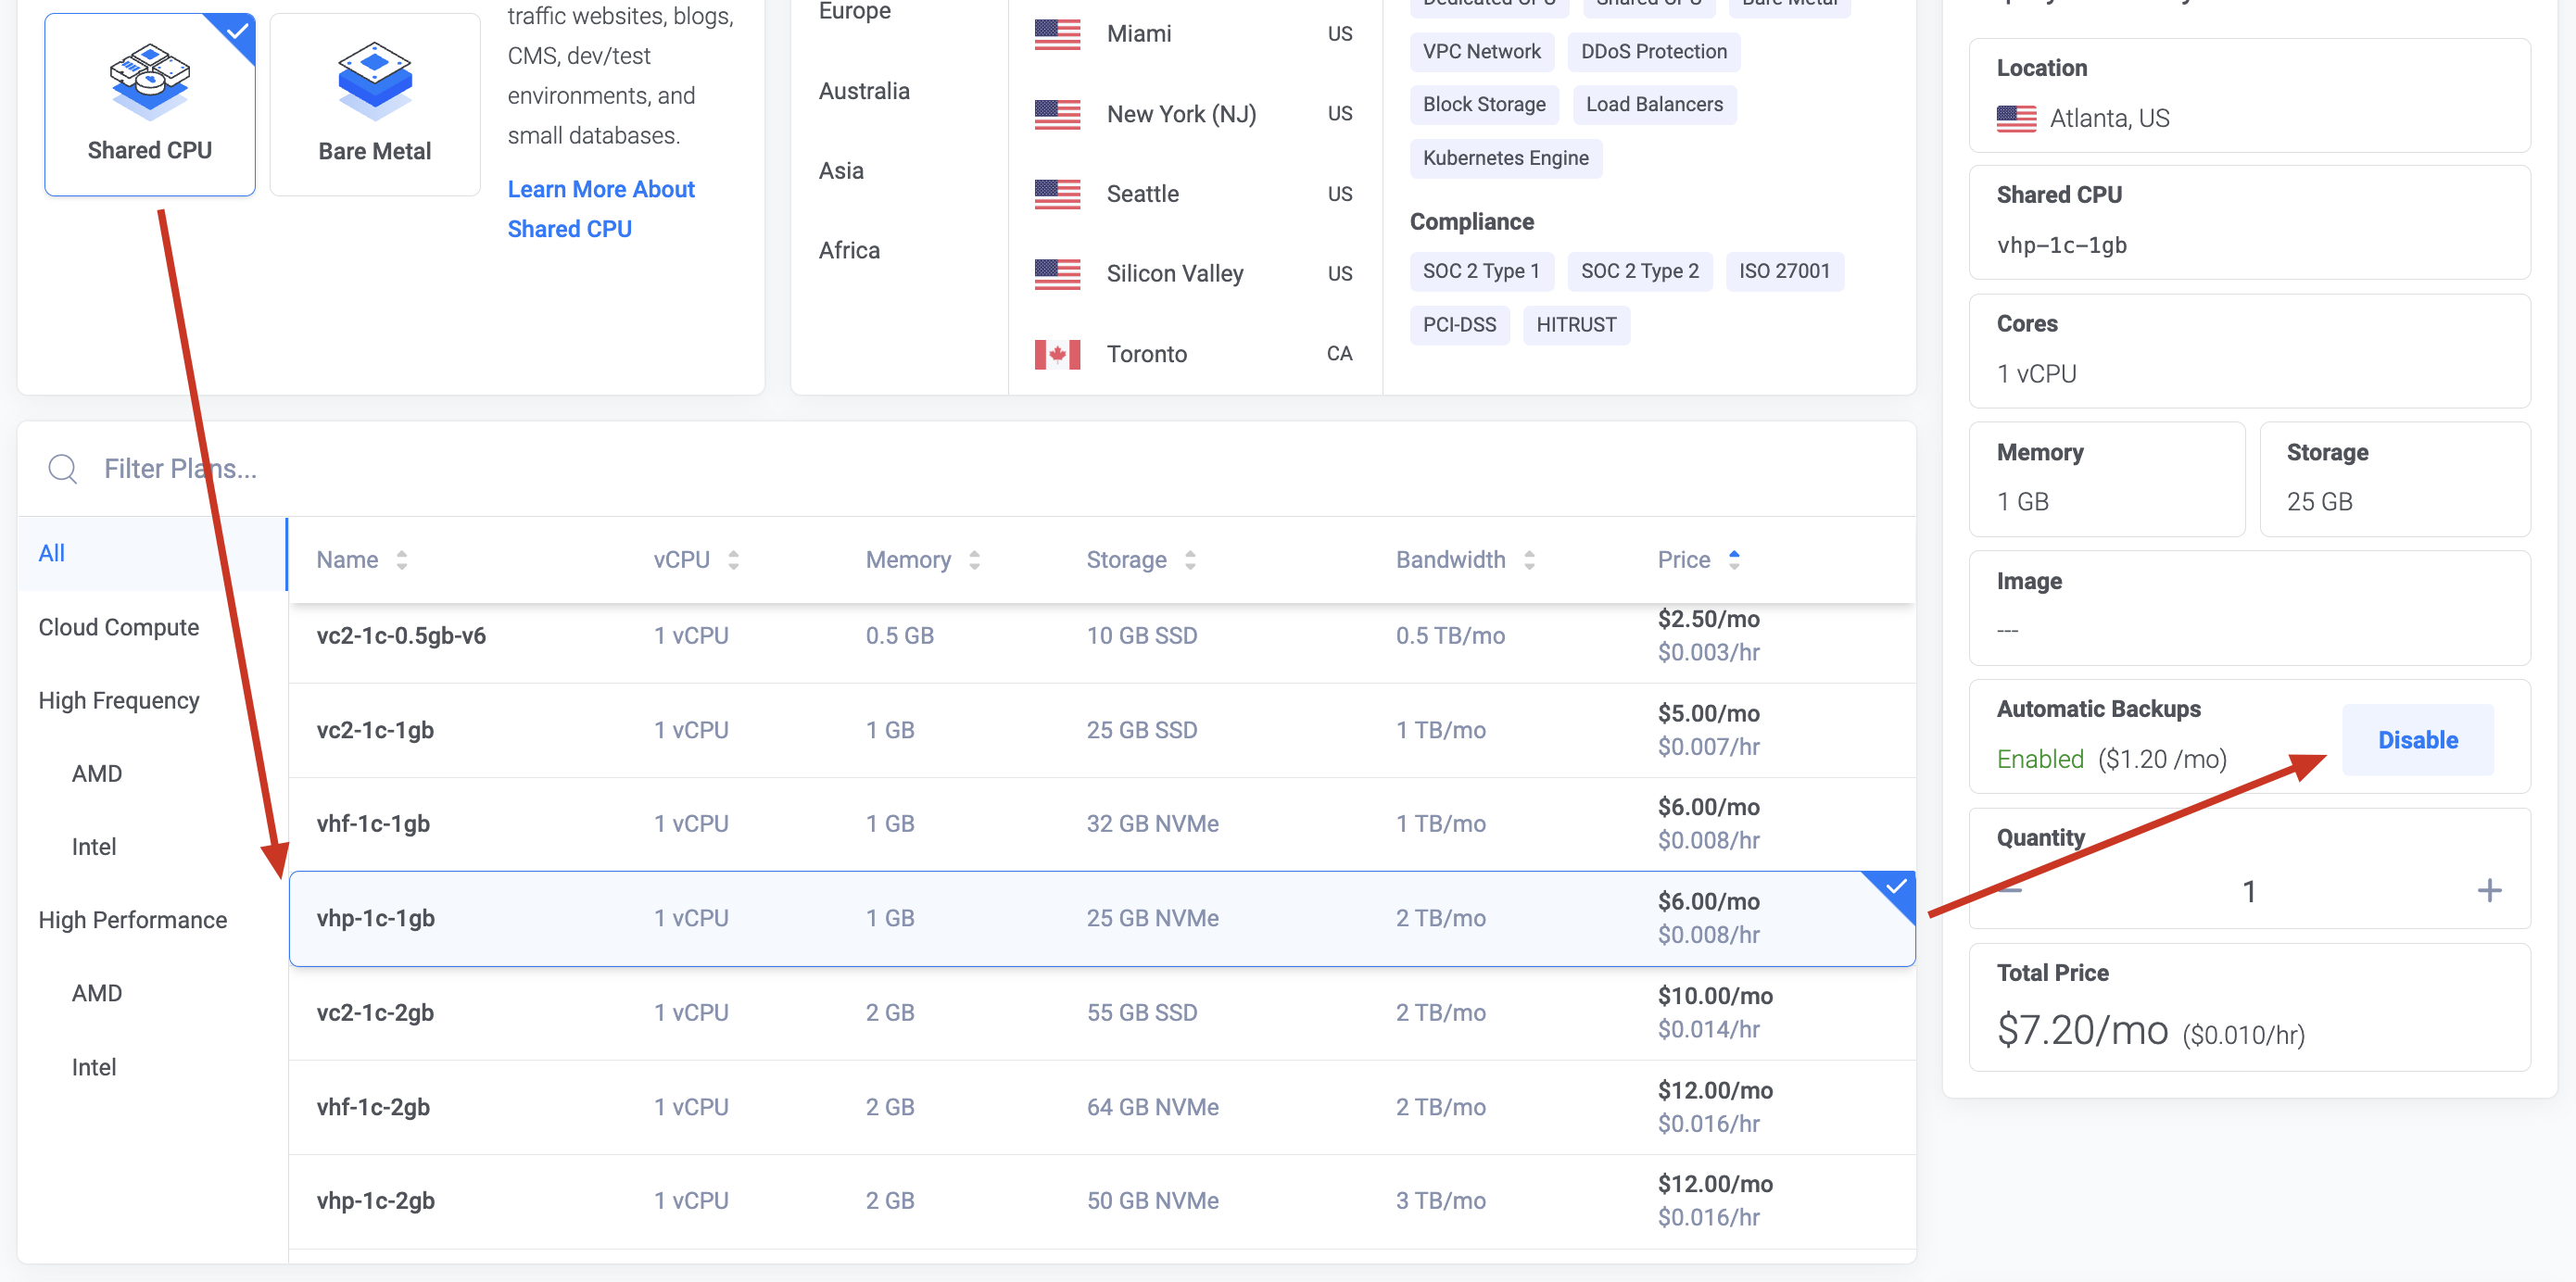 Shared CPU
Bare Metal
traffic websites, blogs,
CMS, dev/test
environments, and
small databases.
Learn More About
Shared CPU
Europe
Australia
Asia
Africa
Miami US
New York (NJ) US
Seattle US
Silicon Valley US
Toronto CA
VPC Network DDoS Protection
Block Storage Load Balancers
Kubernetes Engine
Compliance
SOC 2 Type 1 SOC 2 Type 2 ISO 27001
PCI-DSS HITRUST
Filter Plans...
All
Cloud Compute
High Frequency
AMD
Intel
High Performance
AMD
Intel
Name vCPU Memory Storage Bandwidth Price
vc2-1c-0.5gb-v6 1 vCPU 0.5 GB 10 GB SSD 0.5 TB/mo $2.50/mo
$0.003/hr
vc2-1c-1gb 1 vCPU 1 GB 25 GB SSD 1 TB/mo $5.00/mo
$0.007/hr
vhf-1c-1gb 1 vCPU 1 GB 32 GB NVMe 1 TB/mo $6.00/mo
$0.008/hr
vhp-1c-1gb 1 vCPU 1 GB 25 GB NVMe 2 TB/mo $6.00/mo
$0.008/hr
vc2-1c-2gb 1 vCPU 2 GB 55 GB SSD 2 TB/mo $10.00/mo
$0.014/hr
vhf-1c-2gb 1 vCPU 2 GB 64 GB NVMe 2 TB/mo $12.00/mo
$0.016/hr
vhp-1c-2gb 1 vCPU 2 GB 50 GB NVMe 3 TB/mo $12.00/mo
$0.016/hr
Location
Atlanta, US
Shared CPU
vhp-1c-1gb
Cores
1 vCPU
Memory
1 GB
Storage
25 GB
Image
---
Automatic Backups
Enabled ($1.20 /mo)
Disable
Quantity
− 1 +
Total Price
$7.20/mo ($0.010/hr)